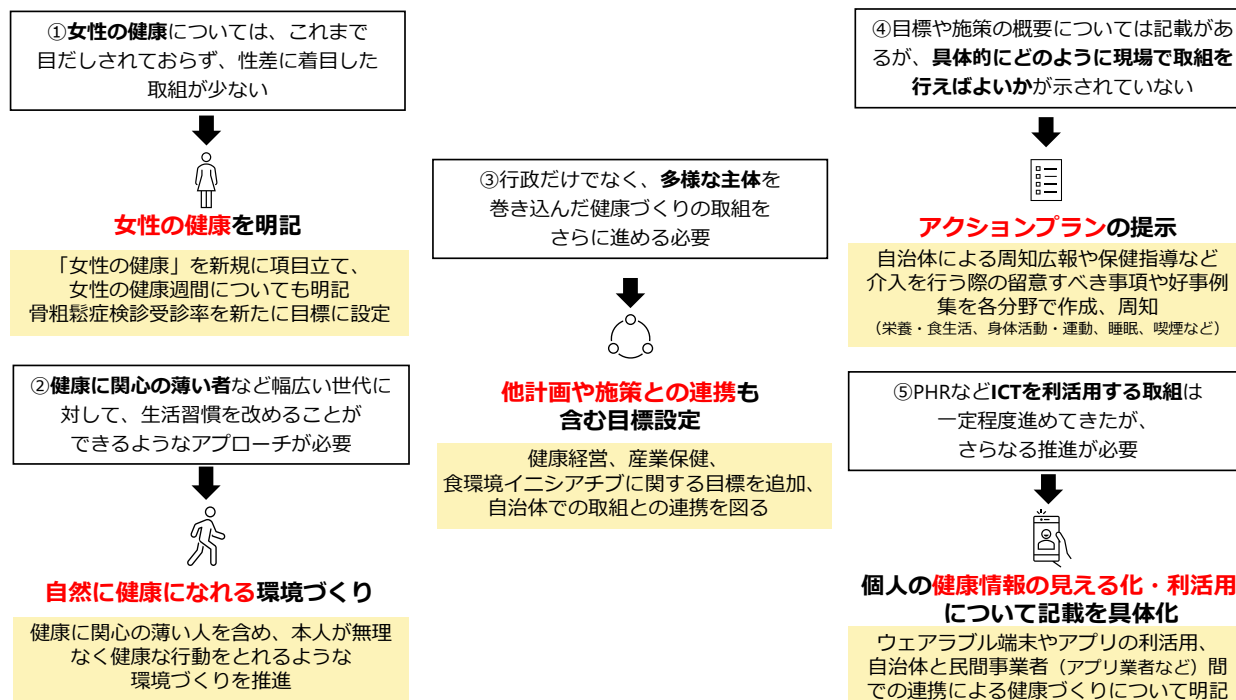 ①女性の健康については、これまで
目だしされておらず、性差に着目した
取組が少ない
女性の健康を明記
「女性の健康」を新規に項目立て、
女性の健康週間についても明記
骨粗鬆症検診受診率を新たに目標に設定
②健康に関心の薄い者など幅広い世代に
対して、生活習慣を改めることが
できるようなアプローチが必要
自然に健康になれる環境づくり
健康に関心の薄い人を含め、本人が無理
なく健康な行動をとれるような
環境づくりを推進
③行政だけでなく、多様な主体を
巻き込んだ健康づくりの取組を
さらに進める必要
他計画や施策との連携も
含む目標設定
健康経営、産業保健、
食環境イニシアチブに関する目標を追加、
自治体での取組との連携を図る
④目標や施策の概要については記載があ
るが、具体的にどのように現場で取組を
行えばよいかが示されていない
アクションプランの提示
自治体による周知広報や保健指導など
介入を行う際の留意すべき事項や好事例
集を各分野で作成、周知
（栄養・食生活、身体活動・運動、睡眠、喫煙など）
⑤PHRなどICTを利活用する取組は
一定程度進めてきたが、
さらなる推進が必要
個人の健康情報の見える化・利活用
について記載を具体化
ウェアラブル端末やアプリの利活用、
自治体と民間事業者（アプリ業者など）間
での連携による健康づくりについて明記